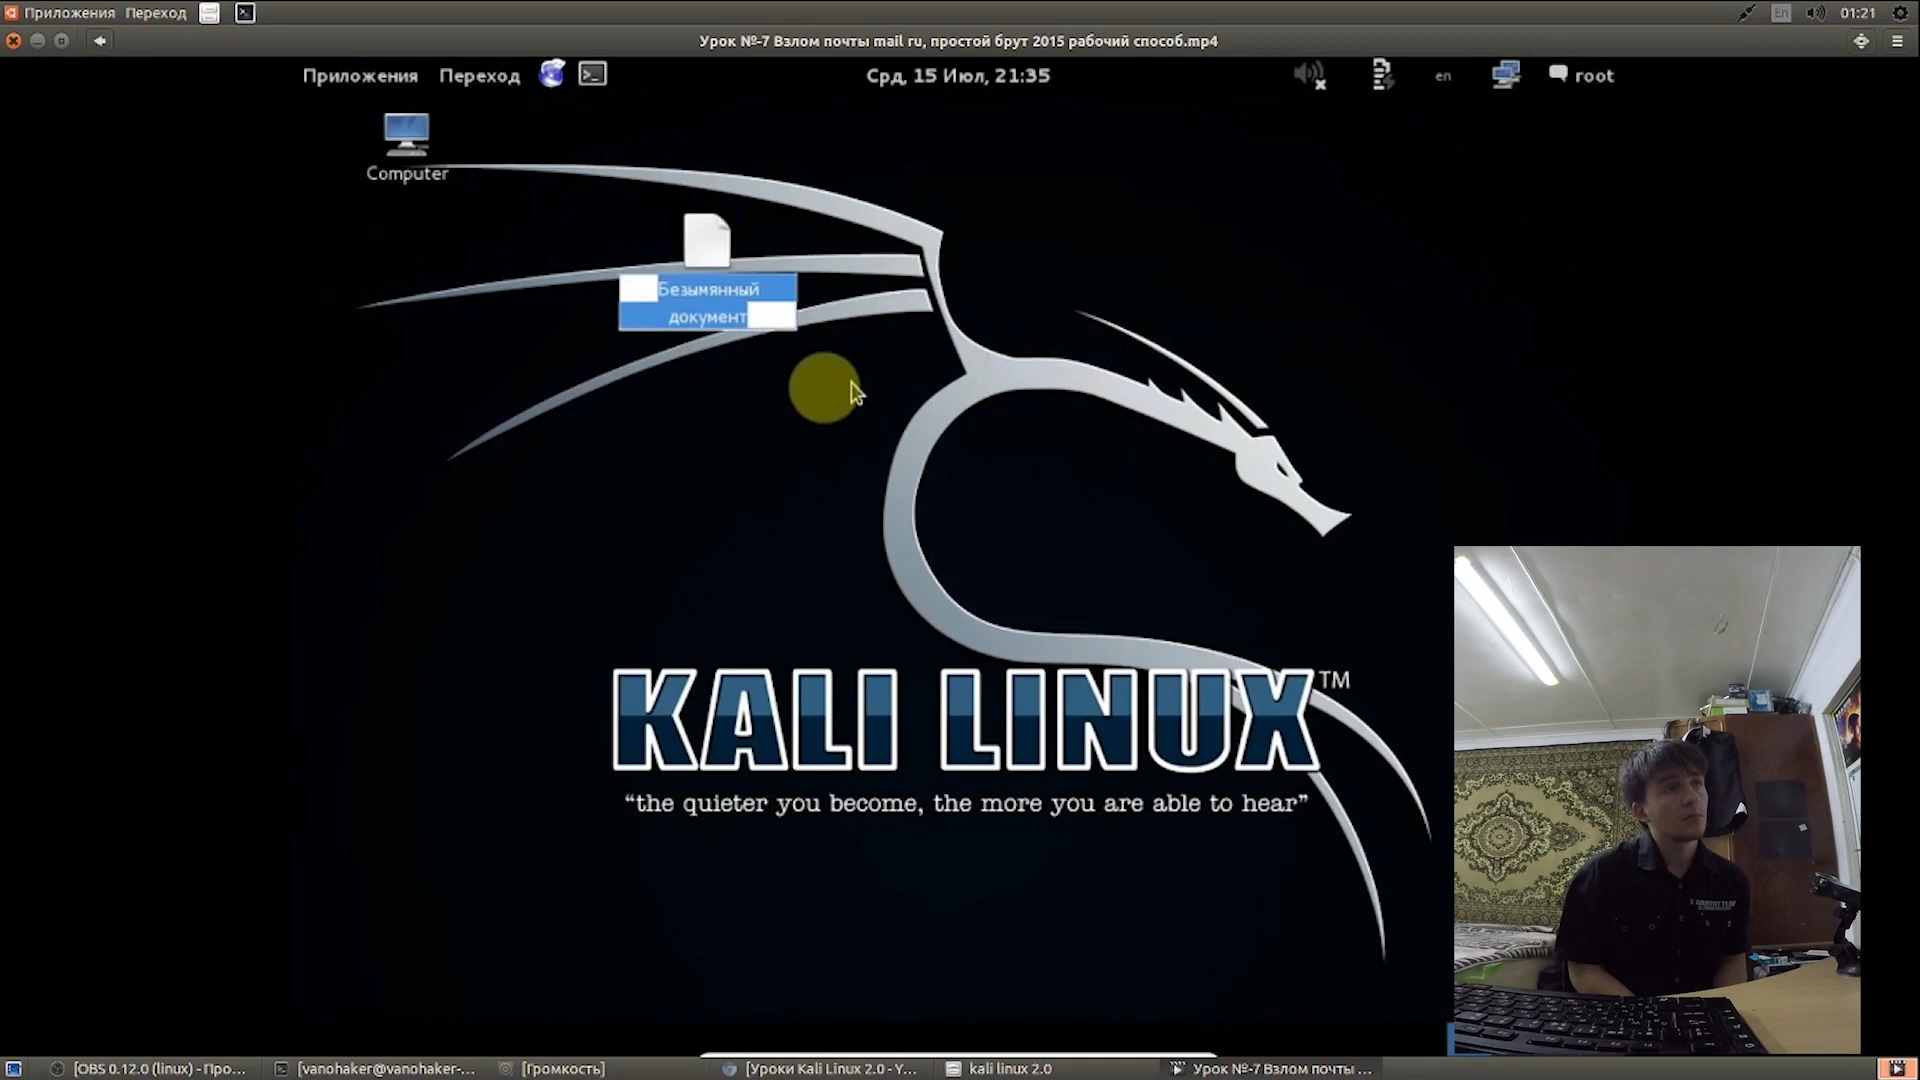 Приложения Переход
En
01:21
Урок №-7 Взлом почты mail ru, простой брут 2015 рабочий способ.mp4
Приложения Переход
Срд, 15 Июл, 21:35
en
root
Computer
Безымянный
документ
KALI LINUX™
“the quieter you become, the more you are able to hear”
[OBS 0.12.0 (linux) - Про...
[vanohaker@vanohaker-...
[Громкость]
[Уроки Kali Linux 2.0 - Y...
kali linux 2.0
Урок №-7 Взлом почты ...